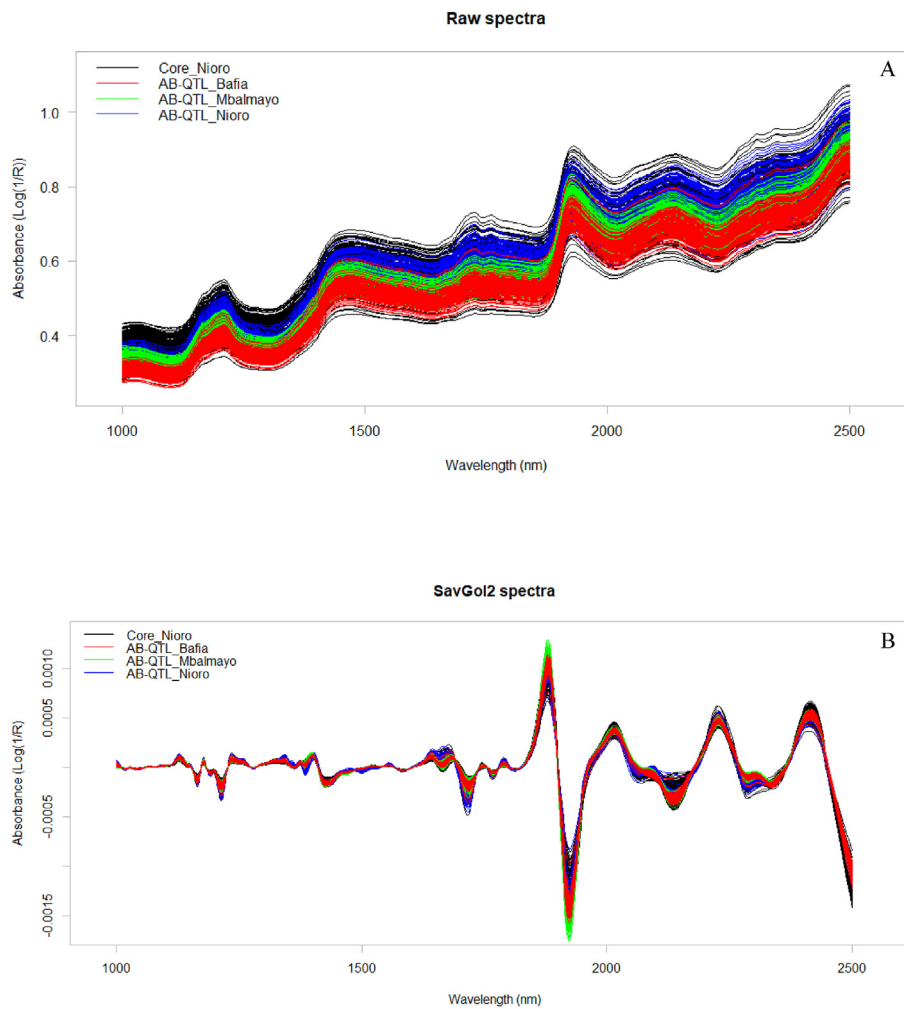 Raw spectra
A
Core_Nioro
AB-QTL_Bafia
AB-QTL_Mbalmayo
AB-QTL_Nioro
Absorbance (Log(1/R))
1.0
0.8
0.6
0.4
1000 1500 2000 2500
Wavelength (nm)
SavGol2 spectra
B
Core_Nioro
AB-QTL_Bafia
AB-QTL_Mbalmayo
AB-QTL_Nioro
Absorbance (Log(1/R)
0.0010
0.0005
-0.0005
-0.0015
1000 1500 2000 2500
Wavelength (nm)